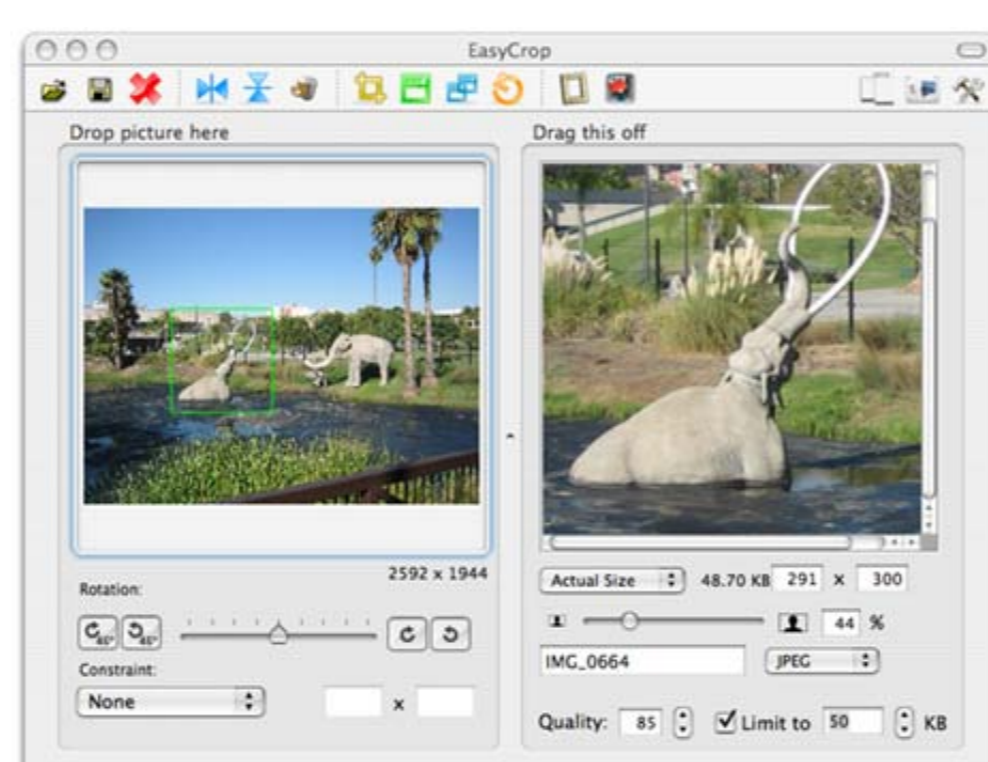 EasyCrop
Drop picture here
Drag this off
2592 x 1944
Rotation:
Constraint:
None
x
Actual Size 48.70 KB 291 x 300
44 %
IMG_0664 JPEG
Quality: 85 Limit to 50 KB